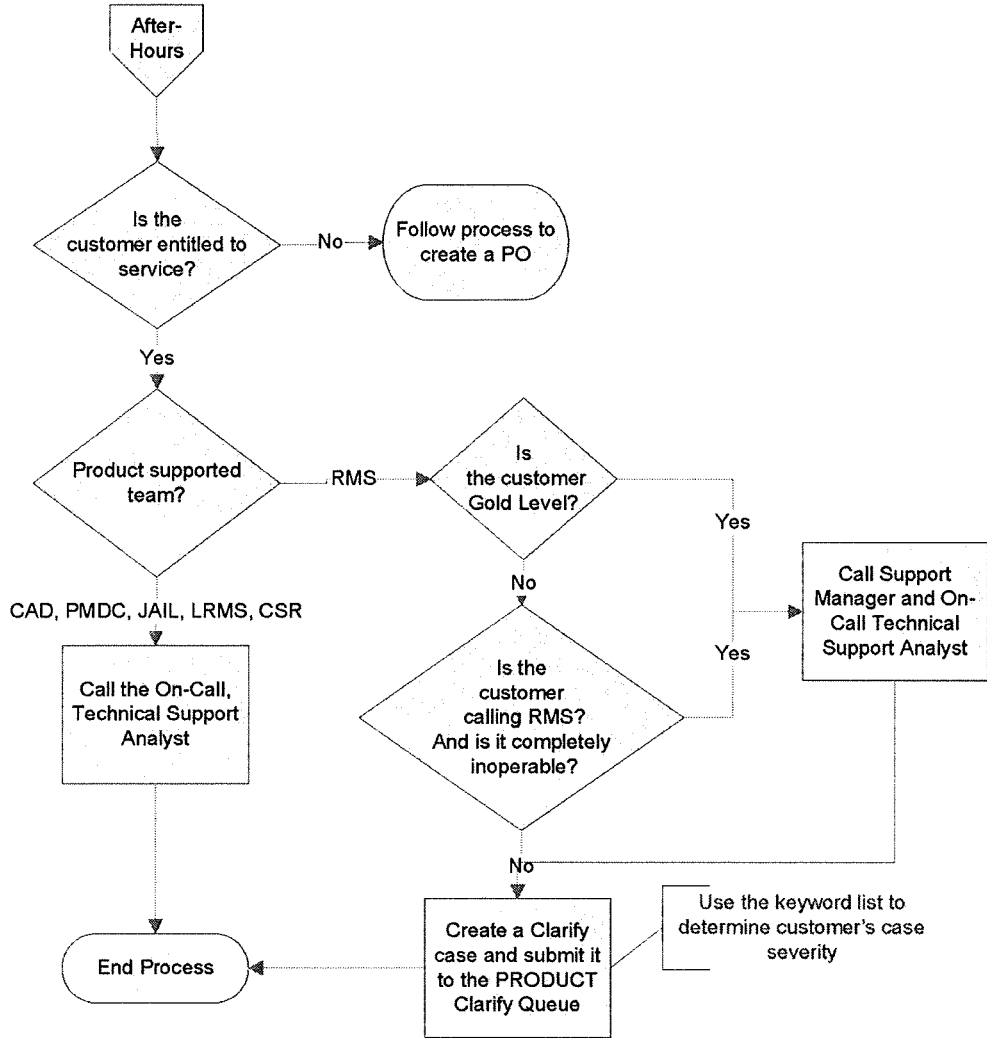 After-
Hours
Is the
customer entitled to
service?
No
Follow process to
create a PO
Yes
Product supported
team?
RMS
Is
the customer
Gold Level?
Yes
No
CAD, PMDC, JAIL, LRMS, CSR
Call Support
Manager and On-
Call Technical
Support Analyst
Yes
Call the On-Call,
Technical Support
Analyst
Is the
customer
calling RMS?
And is it completely
inoperable?
No
Use the keyword list to
determine customer's case
severity
Create a Clarify
case and submit it
to the PRODUCT
Clarify Queue
End Process